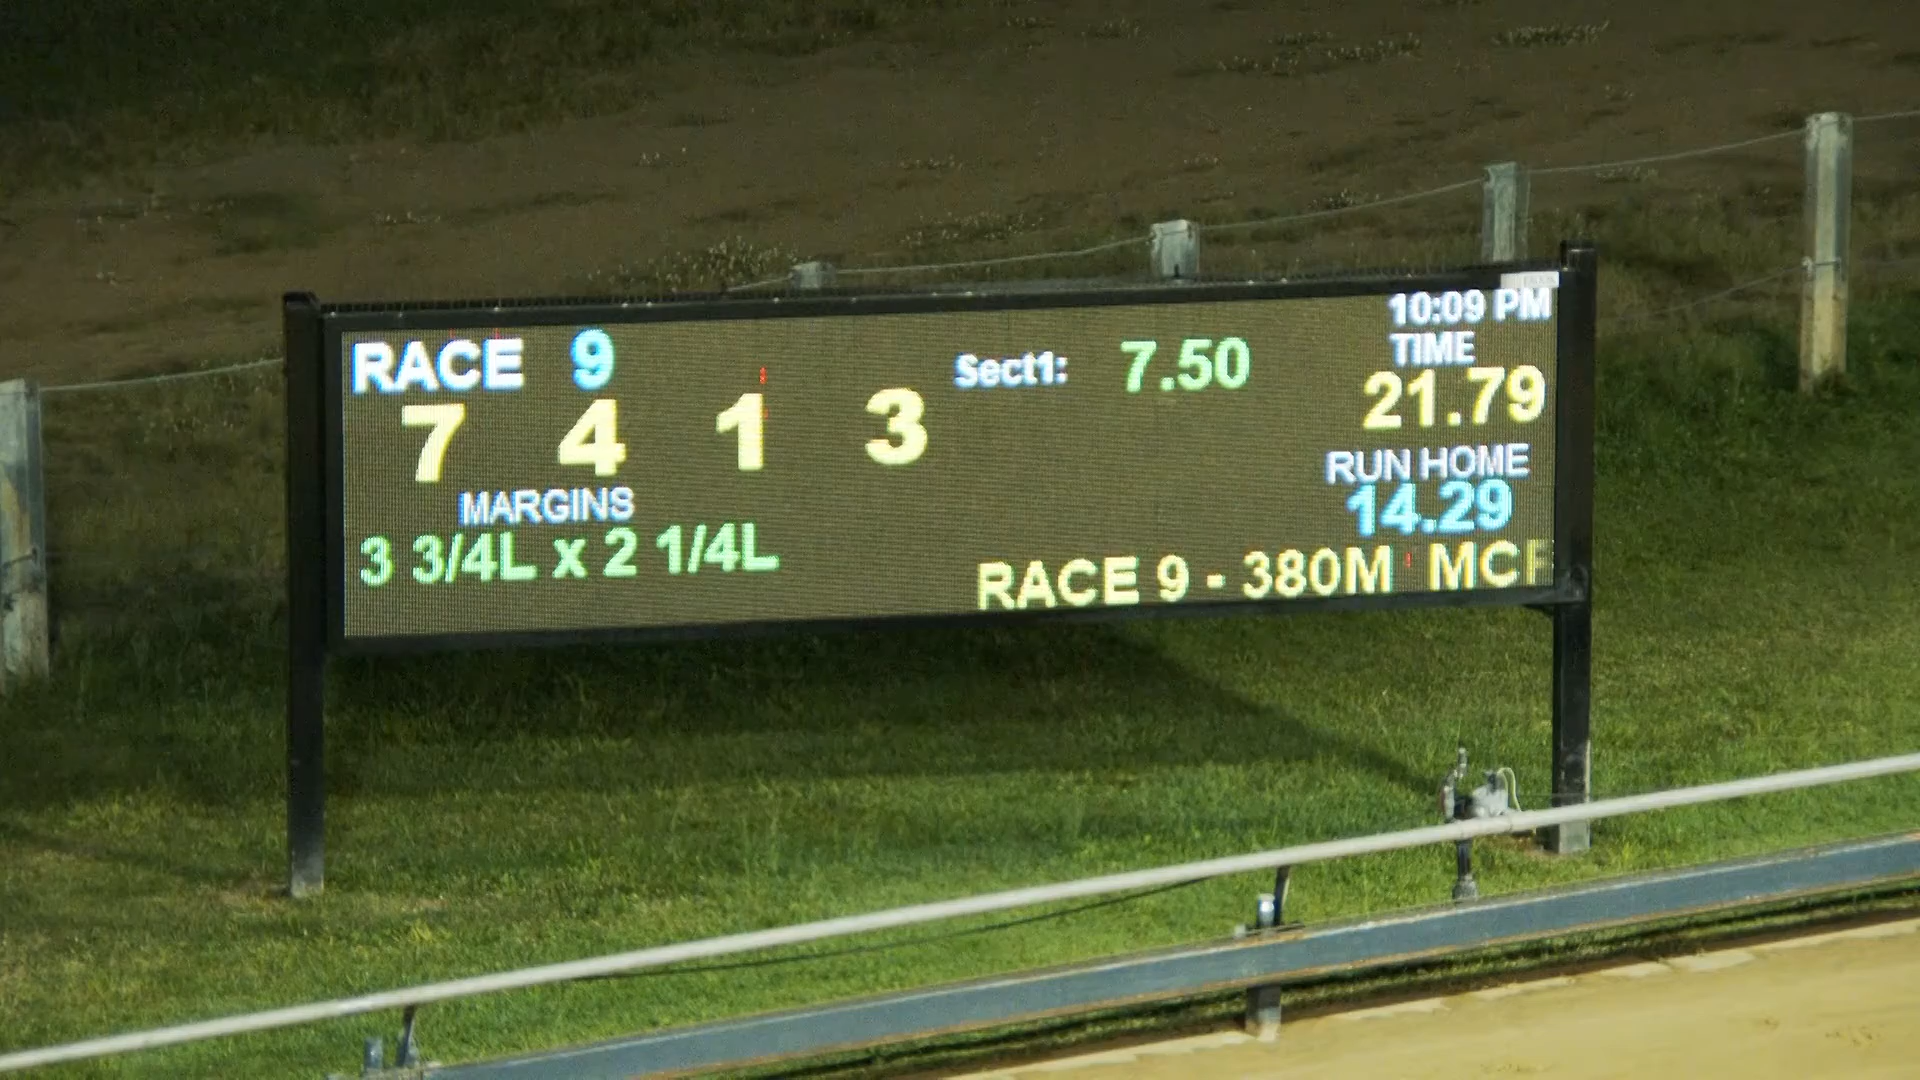 10:09 PM
RACE 9
Sect1: 7.50
TIME
21.79
7 4 1 3
RUN HOME
14.29
MARGINS
3 3/4L x 2 1/4L
RACE 9 - 380M